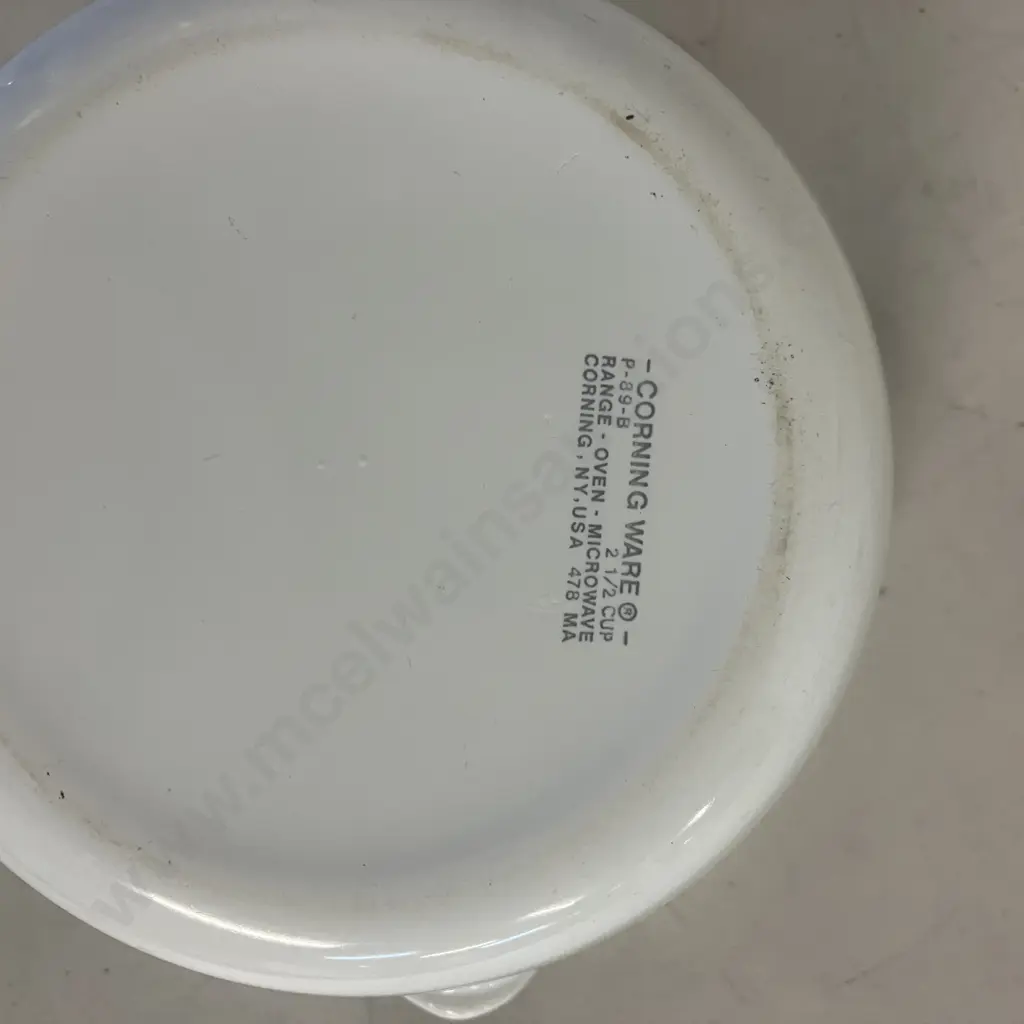 - CORNING WARE ® -
P-89-B 2 1/2 CUP
RANGE - OVEN - MICROWAVE
CORNING, NY, USA 478 MA